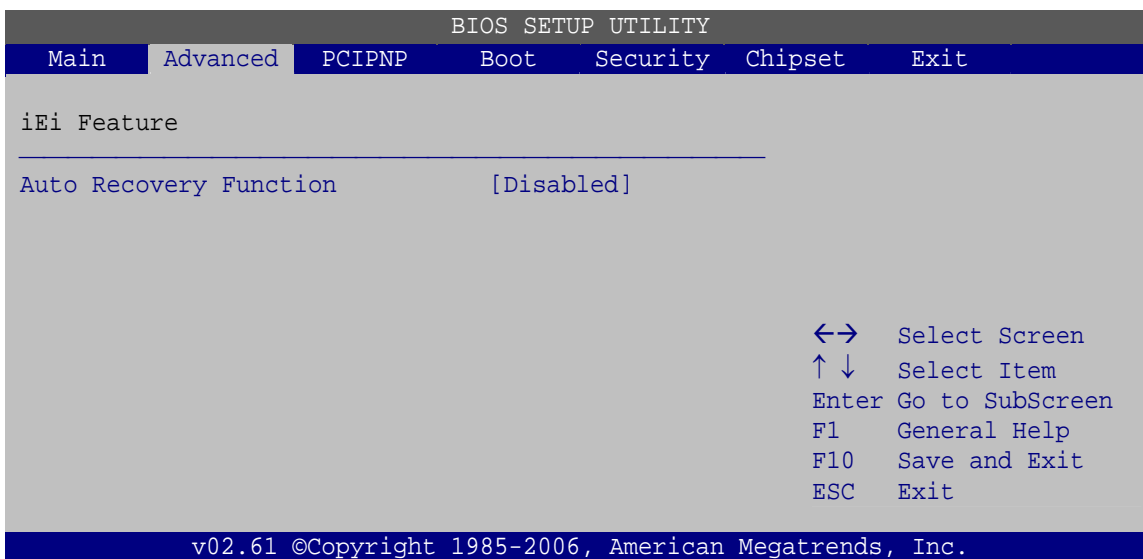 BIOS SETUP UTILITY
Main Advanced PCIPNP Boot Security Chipset Exit
iEi Feature
Auto Recovery Function [Disabled]
←→ Select Screen
↑ ↓ Select Item
Enter Go to SubScreen
F1 General Help
F10 Save and Exit
ESC Exit
v02.61 ©Copyright 1985-2006, American Megatrends, Inc.